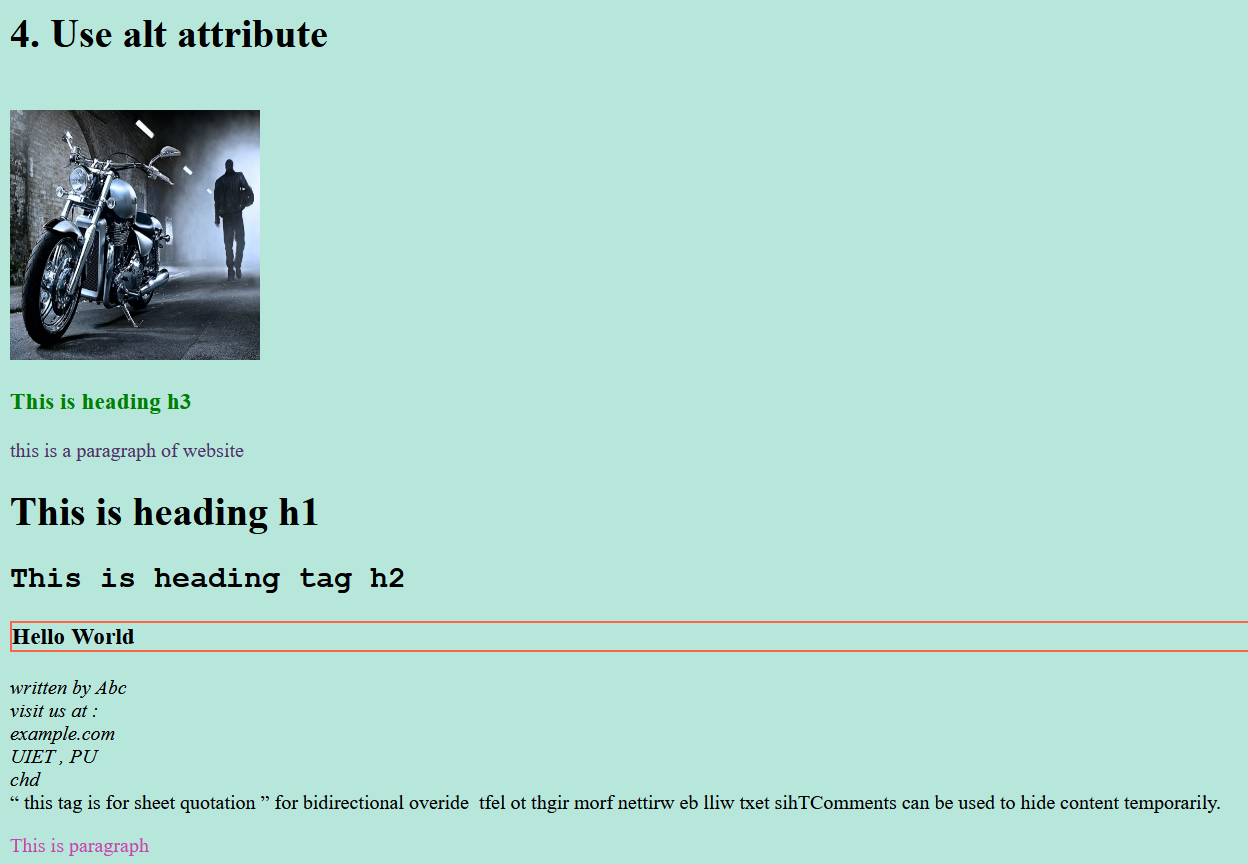 4. Use alt attribute
This is heading h3
this is a paragraph of website
This is heading h1
This is heading tag h2
Hello World
written by Abc
visit us at :
example.com
UIET , PU
chd
“ this tag is for sheet quotation ” for bidirectional overide  tfel ot thgir morf nettirw eb lliw txet sihTComments can be used to hide content temporarily.
This is paragraph